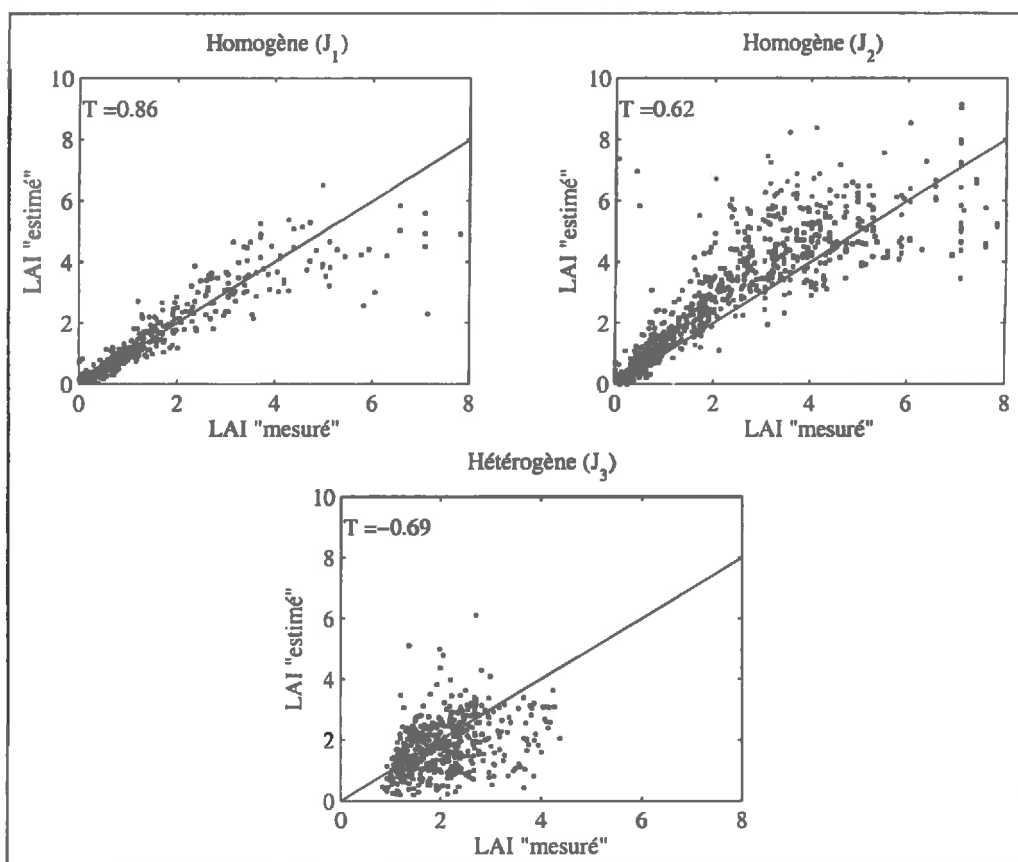 Homogène (J1)
10
8
6
4
2
0
T =0.86
LAI "estimé"
0 2 4 6 8
LAI "mesuré"
Homogène (J2)
10
8
6
4
2
0
T =0.62
LAI "estimé"
0 2 4 6 8
LAI "mesuré"
Hétérogène (J3)
10
8
6
4
2
0
T =−0.69
LAI "estimé"
0 2 4 6 8
LAI "mesuré"